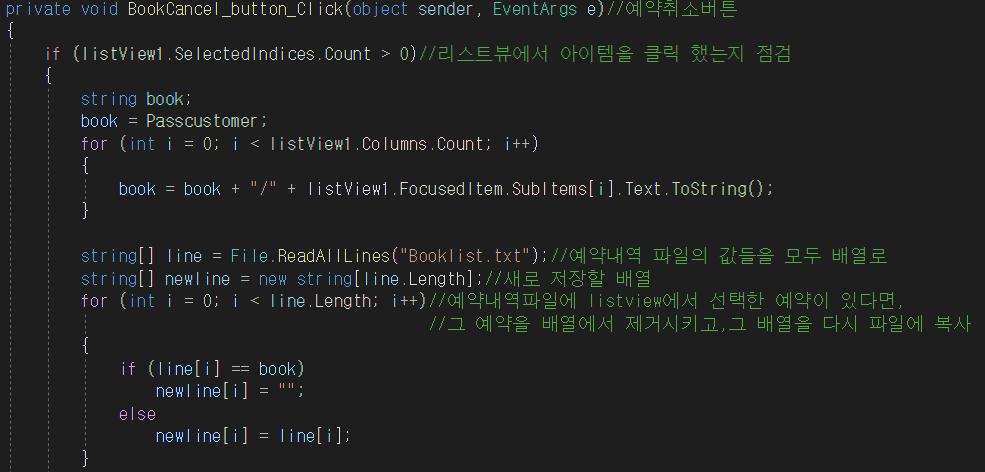 private void BookCancel_button_Click(object sender, EventArgs e)//예약취소버튼
{
if (listView1.SelectedIndices.Count > 0)//리스트뷰에서 아이템을 클릭 했는지 점검
{
string book;
book = Passcustomer;
for (int i = 0; i < listView1.Columns.Count; i++)
{
book = book + "/" + listView1.FocusedItem.SubItems[i].Text.ToString();
}
string[] line = File.ReadAllLines("Booklist.txt");//예약내역 파일의 값들을 모두 배열로
string[] newline = new string[line.Length];//새로 저장할 배열
for (int i = 0; i < line.Length; i++)//예약내역파일에 listview에서 선택한 예약이 있다면,
//그 예약을 배열에서 제거시키고,그 배열을 다시 파일에 복사
{
if (line[i] == book)
newline[i] = "";
else
newline[i] = line[i];
}